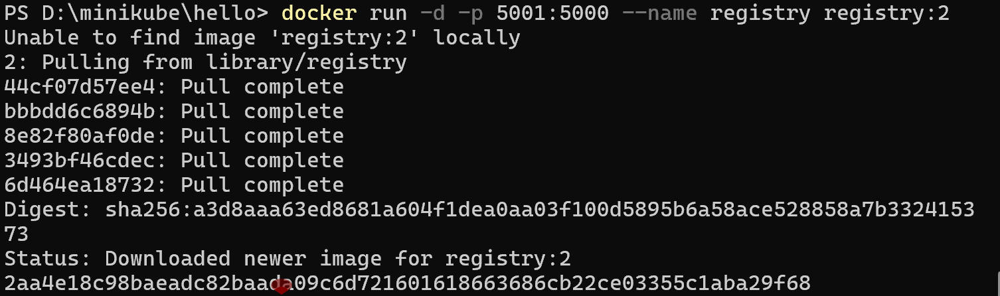 PS D:\minikube\hello> docker run -d -p 5001:5000 --name registry registry:2
Unable to find image 'registry:2' locally
2: Pulling from library/registry
44cf07d57ee4: Pull complete
bbbdd6c6894b: Pull complete
8e82f80af0de: Pull complete
3493bf46cdec: Pull complete
6d464ea18732: Pull complete
Digest: sha256:a3d8aaa63ed8681a604f1dea0aa03f100d5895b6a58ace528858a7b3324153
73
Status: Downloaded newer image for registry:2
2aa4e18c98baeadc82baada09c6d721601618663686cb22ce03355c1aba29f68